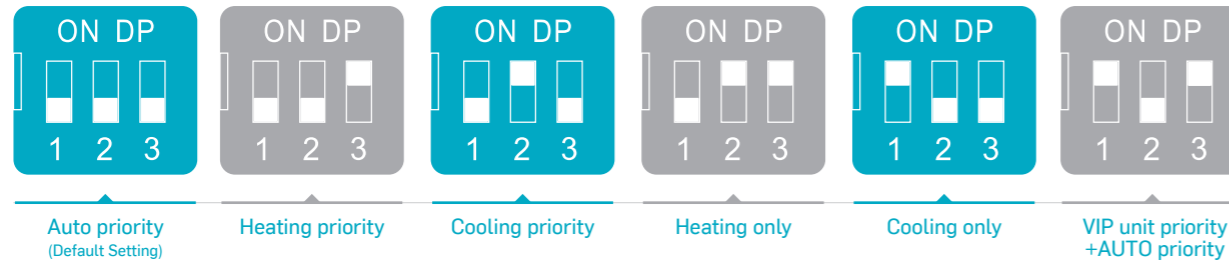 ON DP
1 2 3
Auto priority
(Default Setting)
ON DP
1 2 3
Heating priority
ON DP
1 2 3
Cooling priority
ON DP
1 2 3
Heating only
ON DP
1 2 3
Cooling only
ON DP
1 2 3
VIP unit priority
+AUTO priority